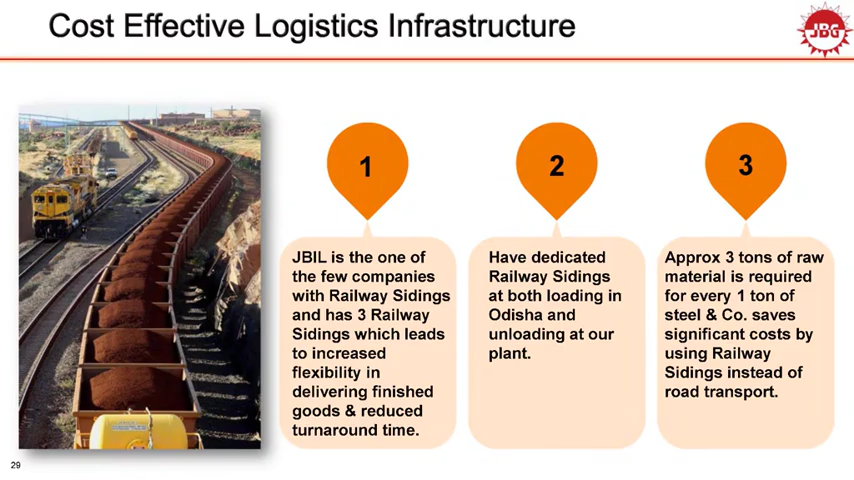 Cost Effective Logistics Infrastructure
JBG
1
JBIL is the one of
the few companies
with Railway Sidings
and has 3 Railway
Sidings which leads
to increased
flexibility in
delivering finished
goods & reduced
turnaround time.
2
Have dedicated
Railway Sidings
at both loading in
Odisha and
unloading at our
plant.
3
Approx 3 tons of raw
material is required
for every 1 ton of
steel & Co. saves
significant costs by
using Railway
Sidings instead of
road transport.
29